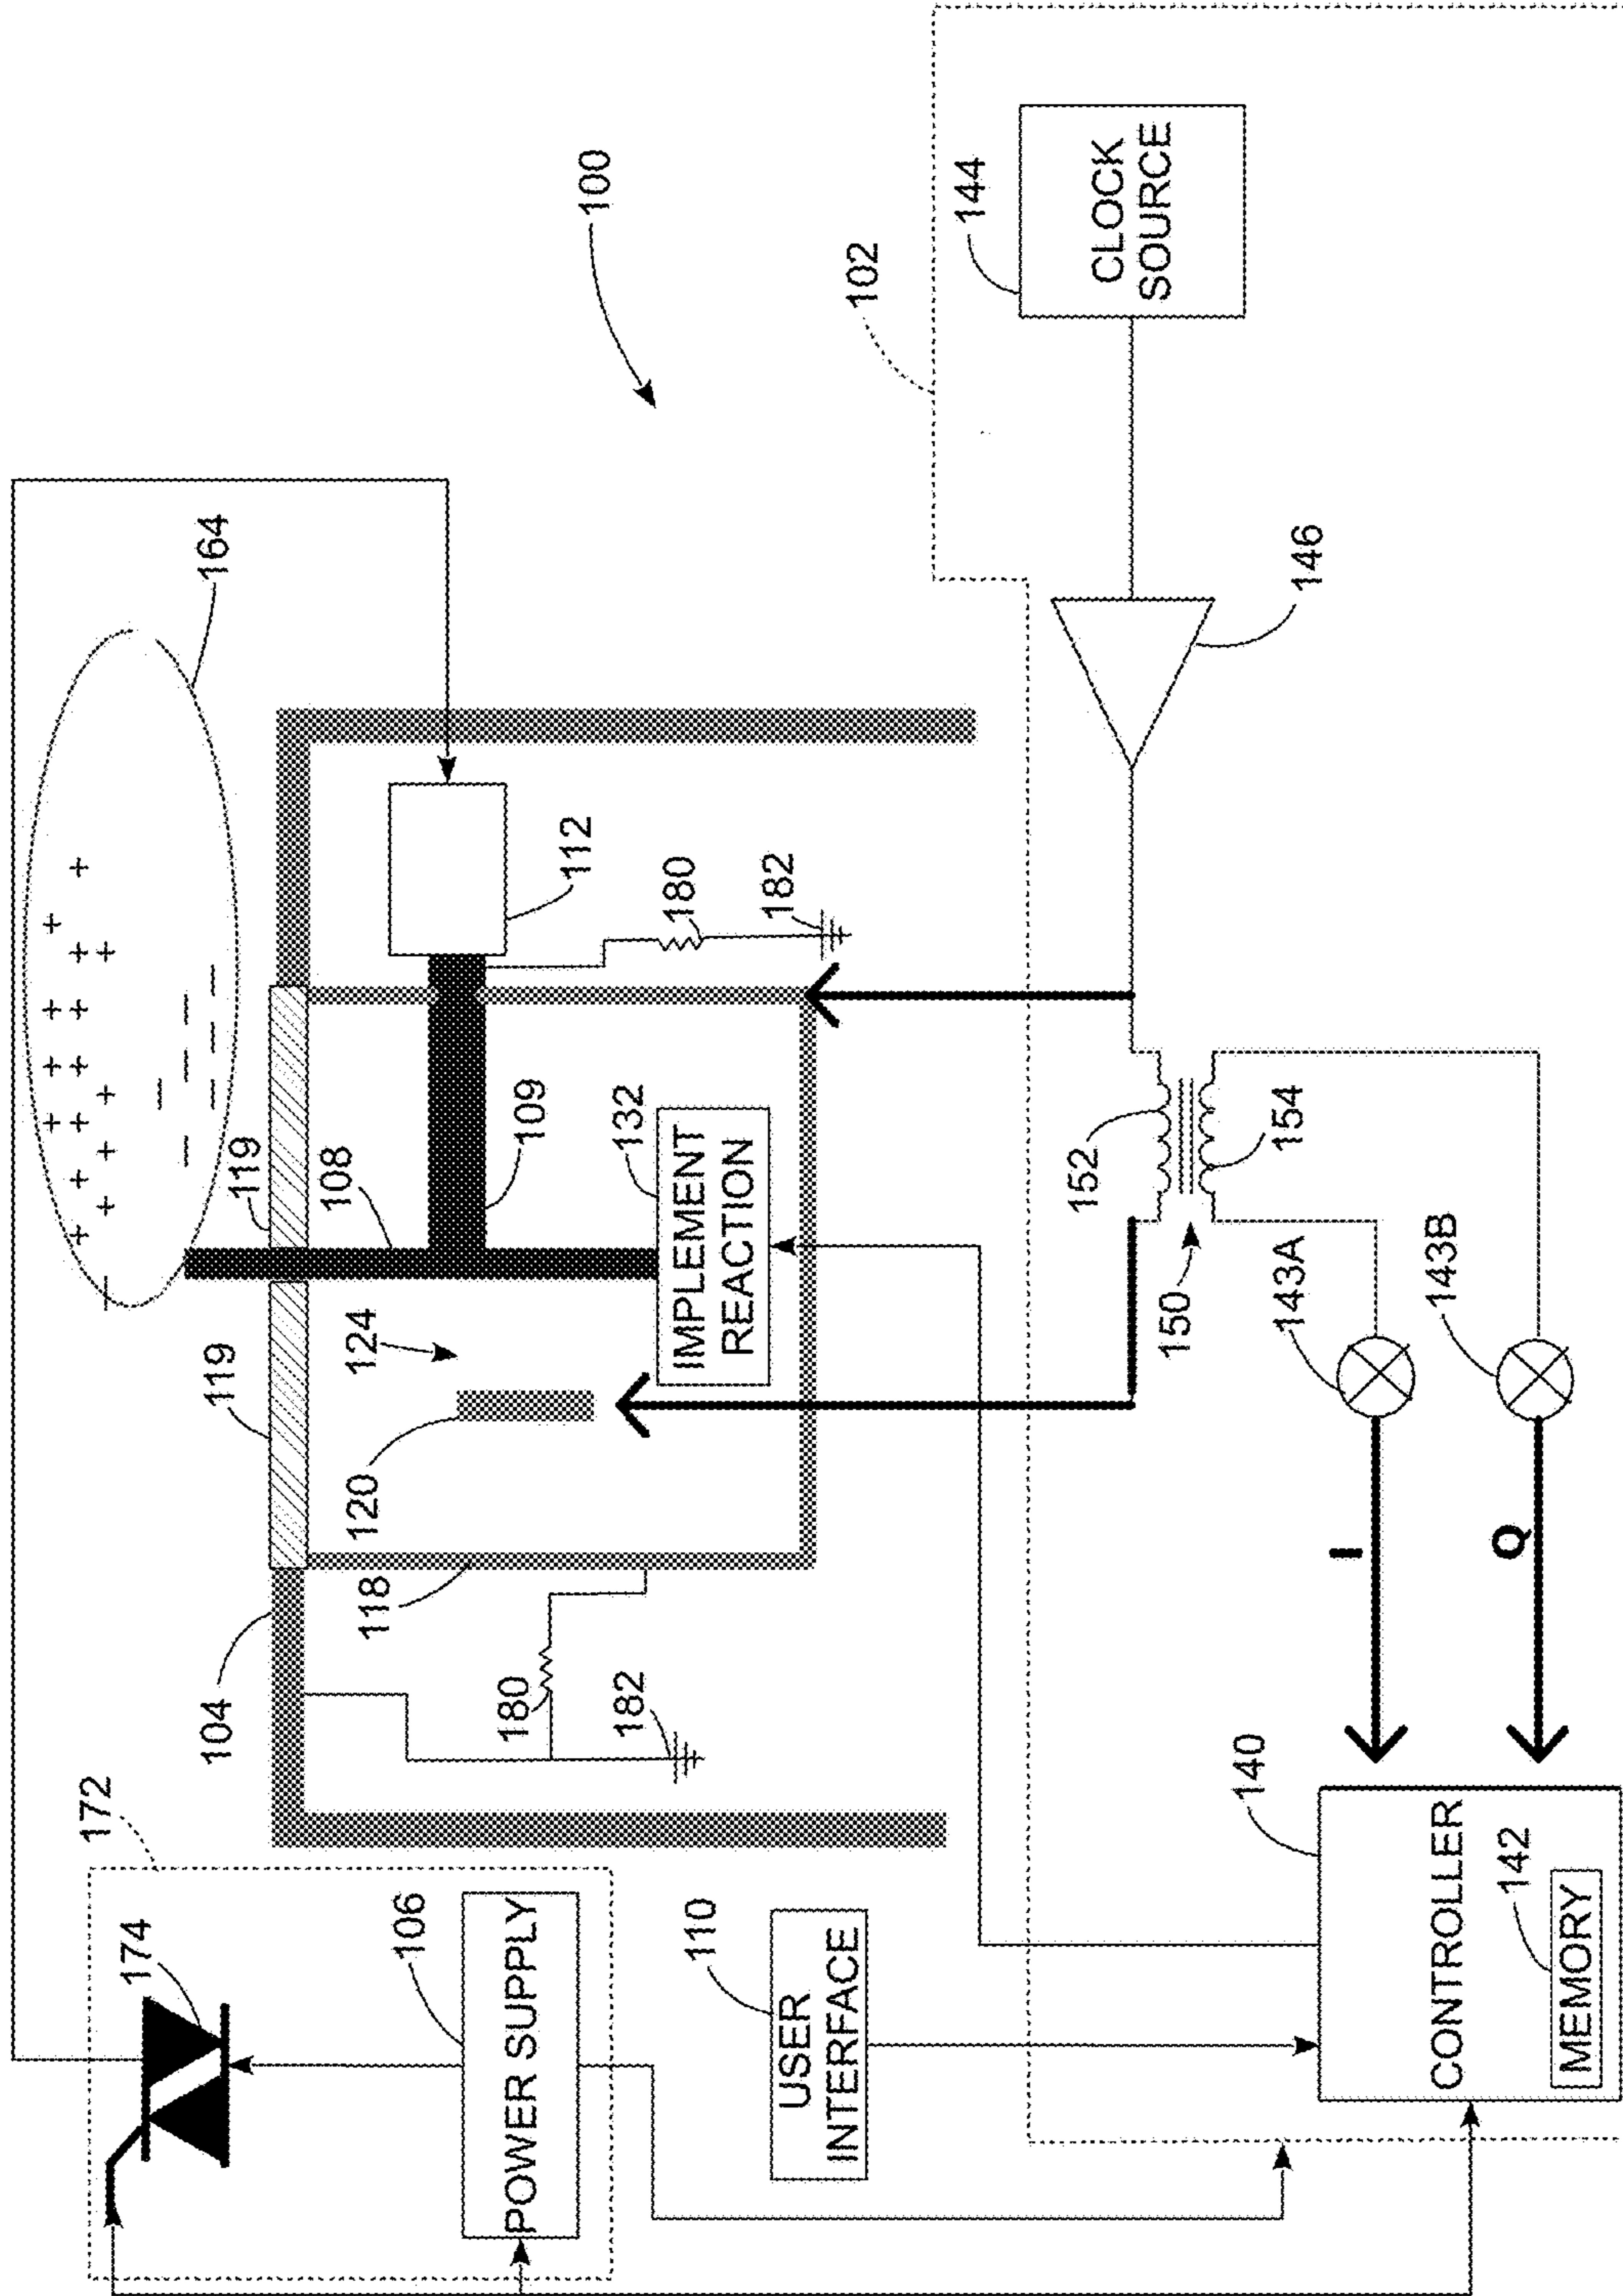 172
174
104
119
119
164
108
118
120
124
106
POWER SUPPLY
180
109
112
100
182
132
180
IMPLEMENT
REACTION
110
182
USER
INTERFACE
102
144
152
CLOCK
SOURCE
150
140
154
143A
146
I
143B
CONTROLLER
Q
142
MEMORY